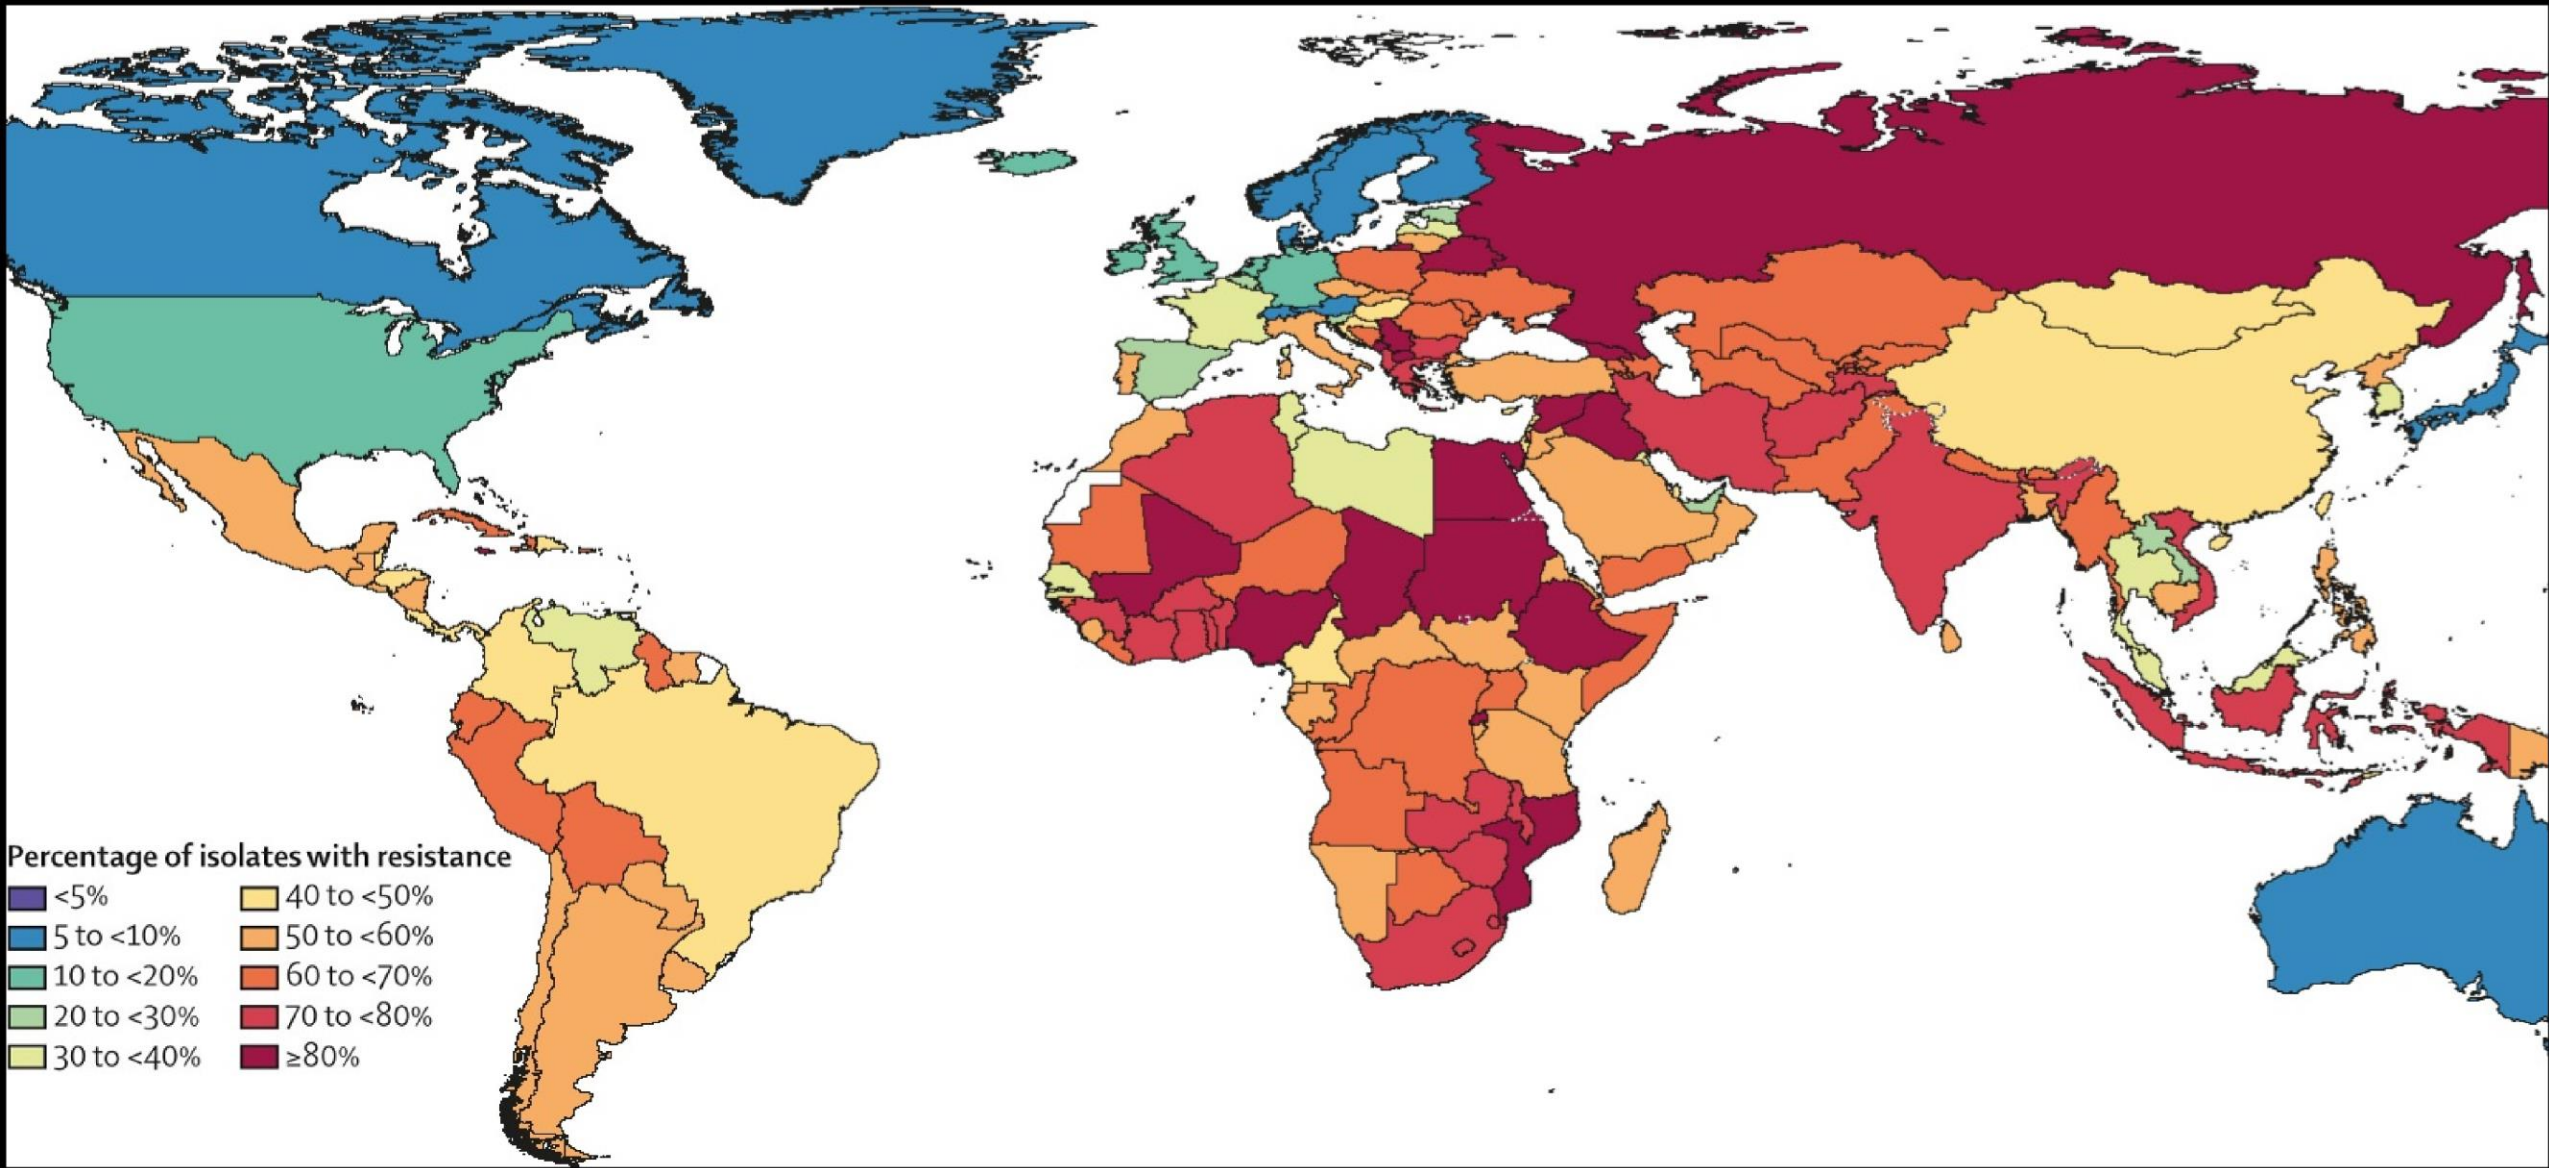 Percentage of isolates with resistance
<5%
5 to <10%
10 to <20%
20 to <30%
30 to <40%
40 to <50%
50 to <60%
60 to <70%
70 to <80%
≥80%